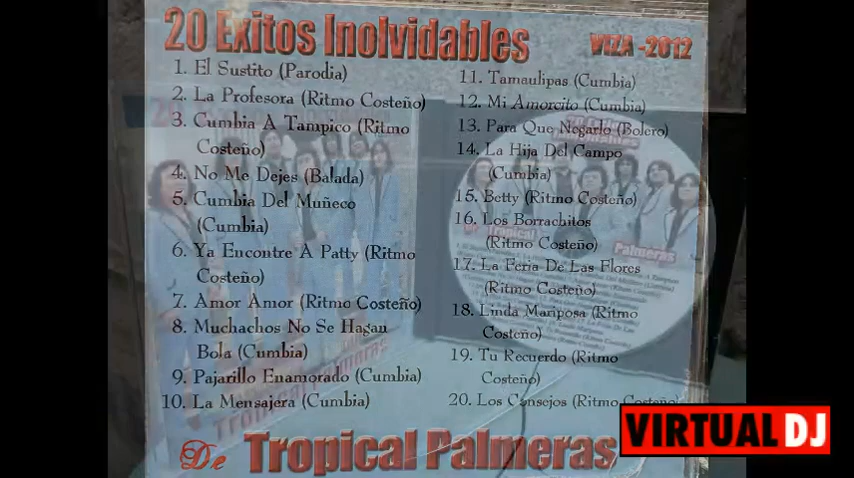 20 Exitos Inolvidables
VIZA -2012
1. El Sustito (Parodia)
2. La Profesora (Ritmo Costeño)
3. Cumbia A Tampico (Ritmo
Costeño)
4. No Me Dejes (Balada)
5. Cumbia Del Muñeco
(Cumbia)
6. Ya Encontre A Patty (Ritmo
Costeño)
7. Amor Amor (Ritmo Costeño)
8. Muchachos No Se Hagan
Bola (Cumbia)
9. Pajarillo Enamorado (Cumbia)
10. La Mensajera (Cumbia)
11. Tamaulipas (Cumbia)
12. Mi Amorcito (Cumbia)
13. Para Que Negarlo (Bolero)
14. La Hija Del Campo
(Cumbia)
15. Betty (Ritmo Costeño)
16. Los Borrachitos
(Ritmo Costeño)
17. La Feria De Las Flores
(Ritmo Costeño)
18. Linda Mariposa (Ritmo
Costeño)
19. Tu Recuerdo (Ritmo
Costeño)
20. Los Consejos (Ritmo Costeño)
De Tropical Palmeras
Tropical
Palmeras
VIRTUAL DJ